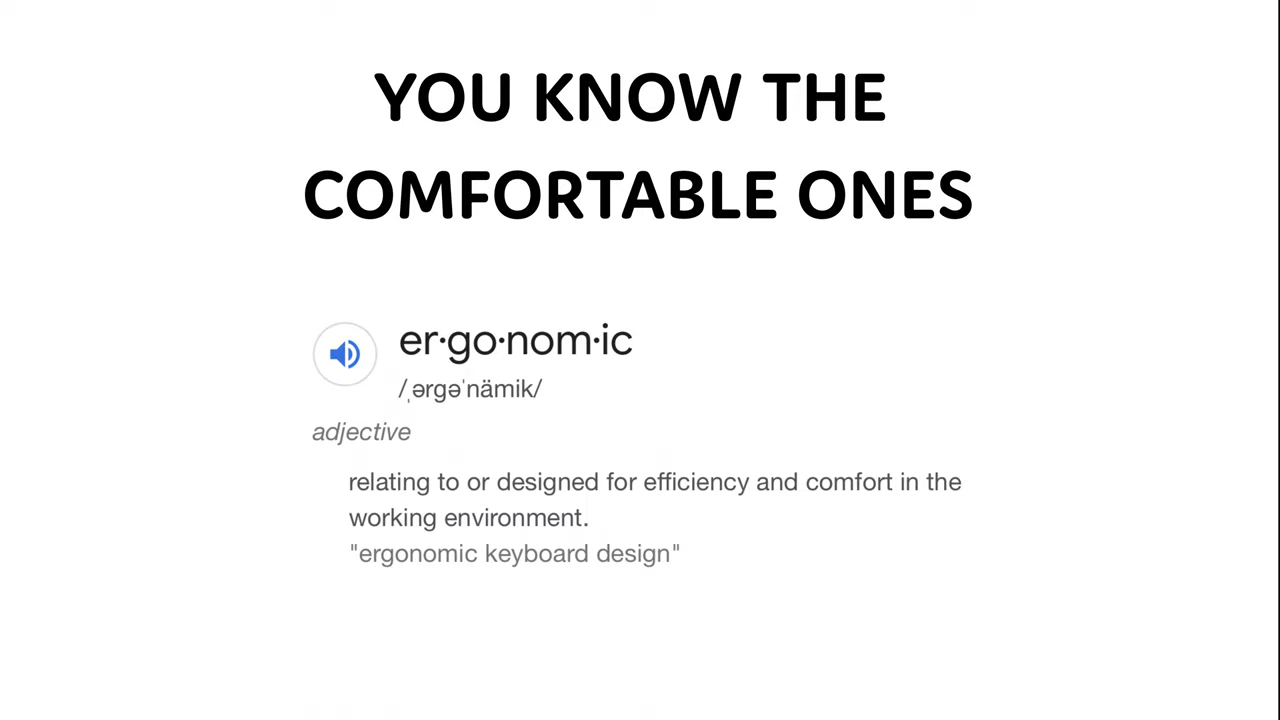 YOU KNOW THE
COMFORTABLE ONES
er·go·nom·ic
/ˌərɡəˈnämik/
adjective
relating to or designed for efficiency and comfort in the
working environment.
"ergonomic keyboard design"